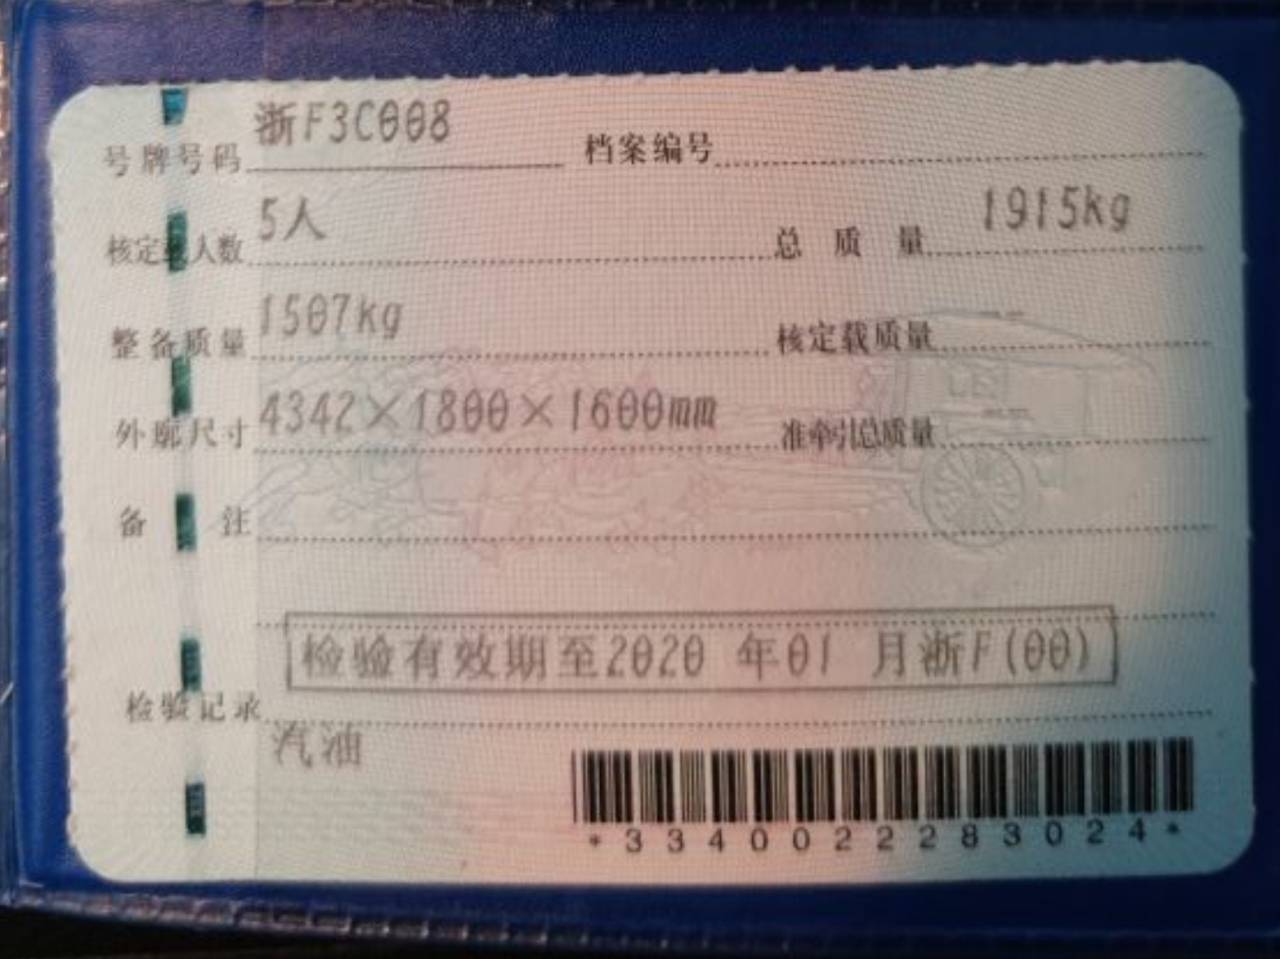 号牌号码 浙F3C008 档案编号
核定载人数 5人 总质量 1915kg
整备质量 1507kg 核定载质量
外廓尺寸 4342×1800×1600mm 准牵引总质量
备注
检验有效期至2020 年01 月浙F(00)
检验记录
汽油
*3340022283024*